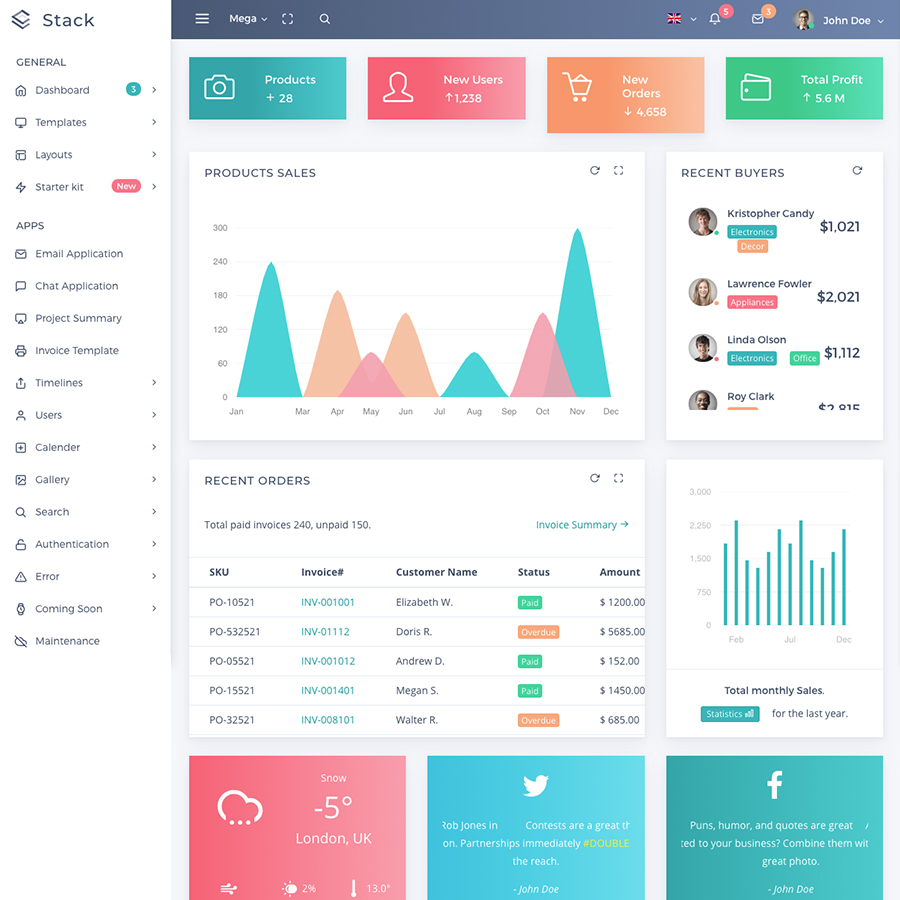 Stack
Mega
5
3
John Doe
GENERAL
Dashboard 3
Templates
Layouts
Starter kit New
APPS
Email Application
Chat Application
Project Summary
Invoice Template
Timelines
Users
Calender
Gallery
Search
Authentication
Error
Coming Soon
Maintenance
Products
+ 28
New Users
↑1,238
New
Orders
↓ 4,658
Total Profit
↑ 5.6 M
PRODUCTS SALES
300
240
180
120
60
0
Jan Mar Apr May Jun Jul Aug Sep Oct Nov Dec
RECENT BUYERS
Kristopher Candy $1,021
Electronics
Decor
Lawrence Fowler $2,021
Appliances
Linda Olson $1,112
Electronics Office
Roy Clark $2,815
RECENT ORDERS
Total paid invoices 240, unpaid 150. Invoice Summary →
SKU Invoice# Customer Name Status Amount
PO-10521 INV-001001 Elizabeth W. Paid $ 1200.00
PO-532521 INV-01112 Doris R. Overdue $ 5685.00
PO-05521 INV-001012 Andrew D. Paid $ 152.00
PO-15521 INV-001401 Megan S. Paid $ 1450.00
PO-32521 INV-008101 Walter R. Overdue $ 685.00
3,000
2,250
1,500
750
0
Feb Jul Dec
Total monthly Sales.
Statistics for the last year.
Snow
-5°
London, UK
2% 13.0°
Rob Jones in Contests are a great th
on. Partnerships immediately #DOUBLE
the reach.
- John Doe
Puns, humor, and quotes are great
ted to your business? Combine them wit
great photo.
- John Doe